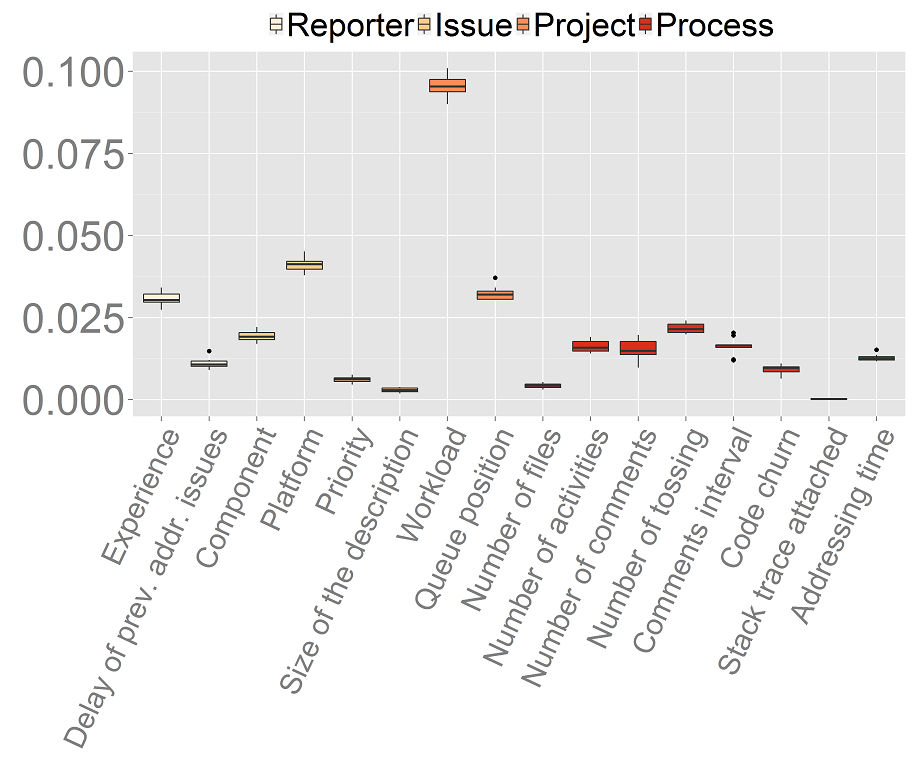 Reporter Issue Project Process
0.100
0.075
0.050
0.025
0.000
Experience
Delay of prev. addr. issues
Component
Platform
Priority
Size of the description
Workload
Queue position
Number of files
Number of activities
Number of comments
Number of tossing
Comments interval
Code churn
Stack trace attached
Addressing time